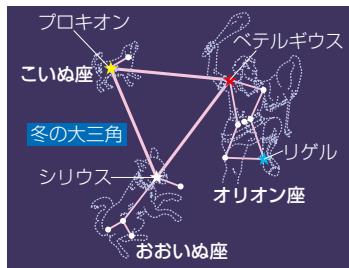 プロキオン
ベテルギウス
こいぬ座
冬の大三角
リゲル
シリウス
オリオン座
おおいぬ座